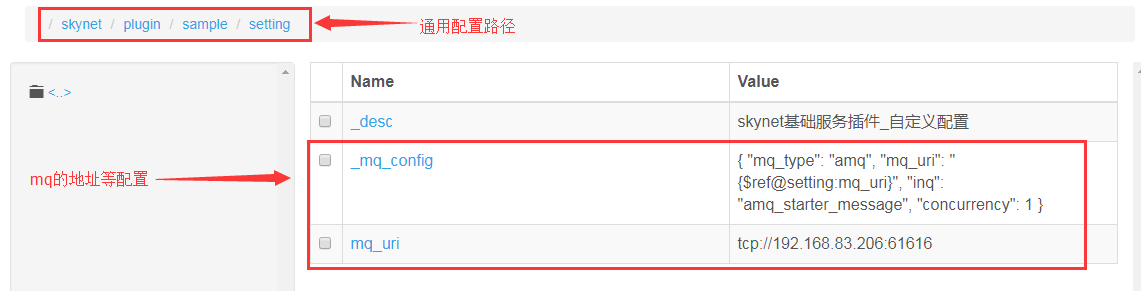 / skynet / plugin / sample / setting
通用配置路径
<..>
mq的地址等配置
Name Value
_desc skynet基础服务插件_自定义配置
_mq_config { "mq_type": "amq", "mq_uri": "
{$ref@setting:mq_uri}", "inq":
"amq_starter_message", "concurrency": 1 }
mq_uri tcp://192.168.83.206:61616